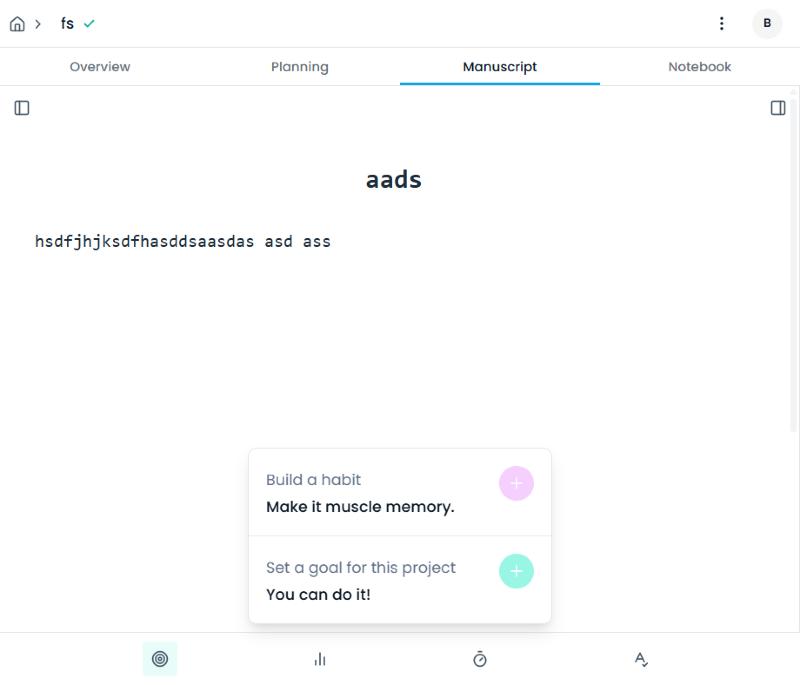 fs
B
Overview
Planning
Manuscript
Notebook
aads
hsdfjhjksdfhasddsaasdas asd ass
Build a habit
Make it muscle memory.
Set a goal for this project
You can do it!